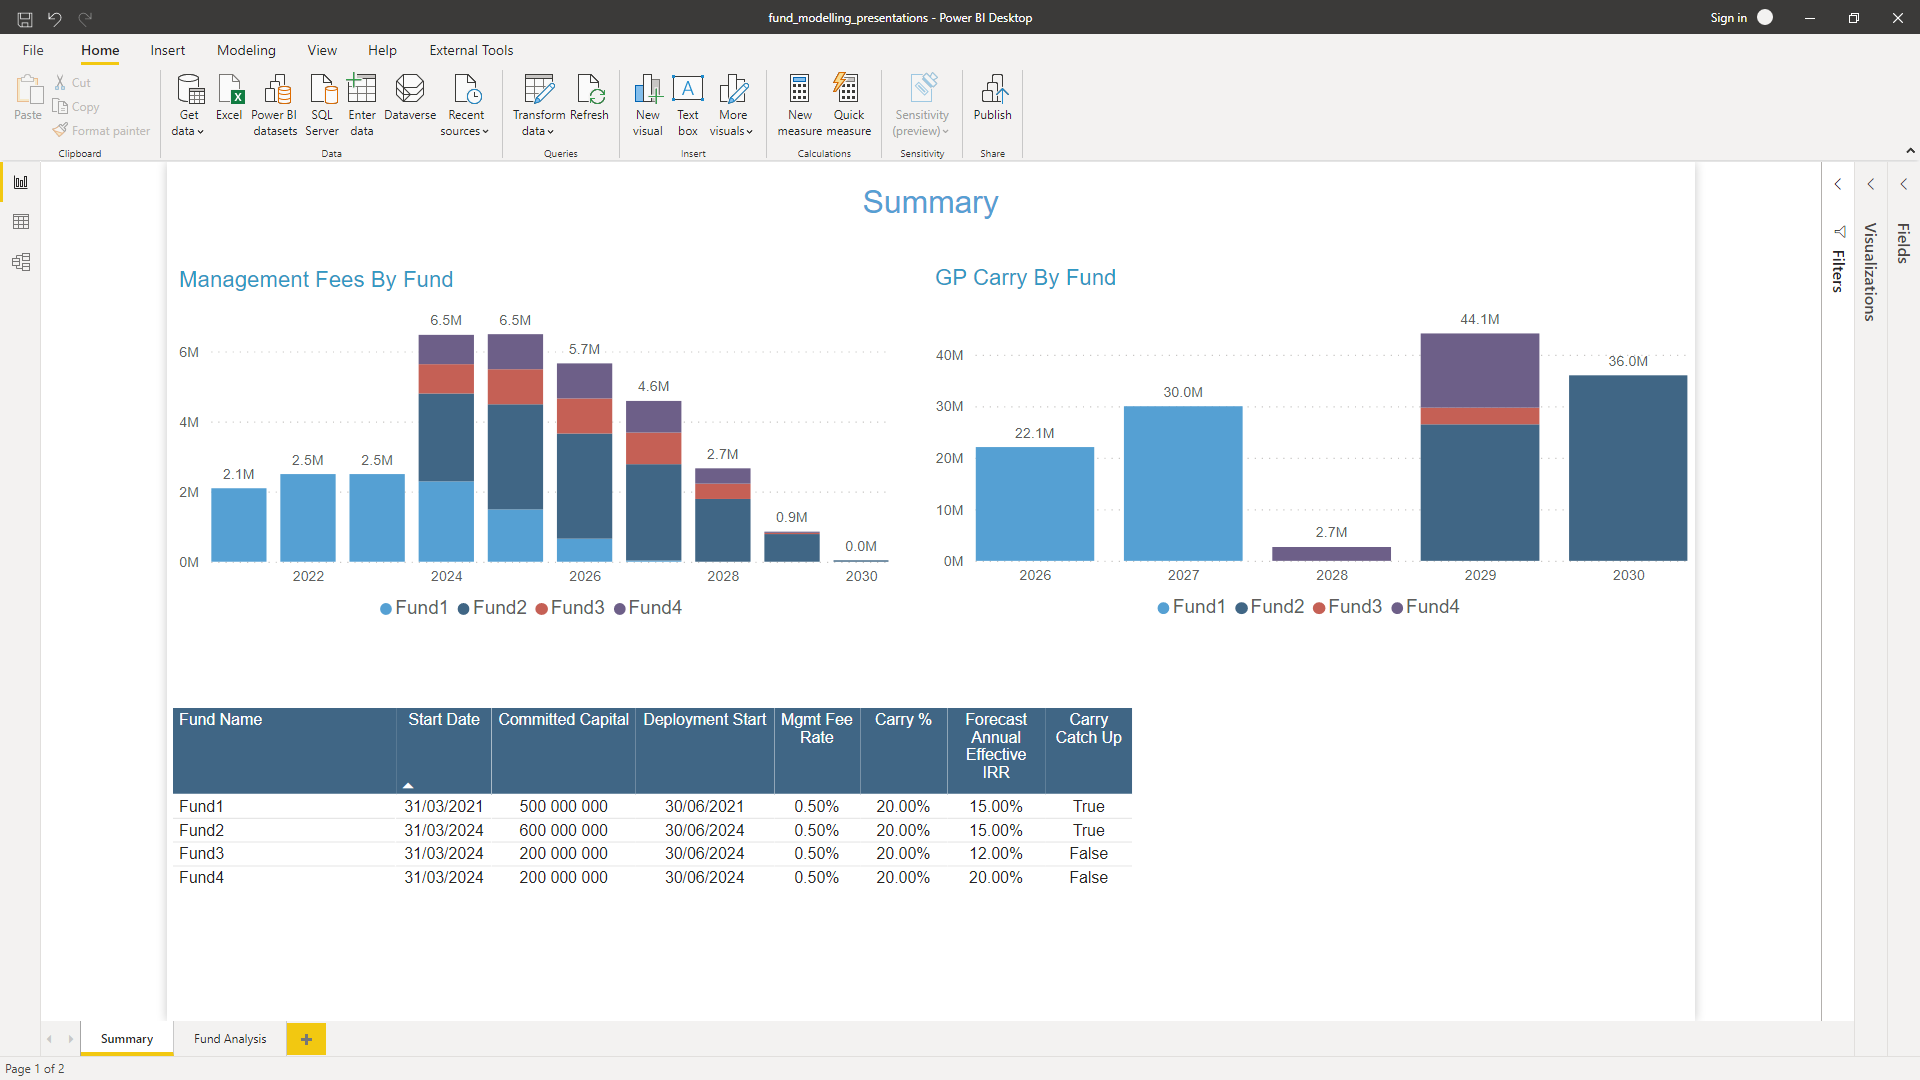 fund_modelling_presentations - Power BI Desktop
Sign in
File Home Insert Modeling View Help External Tools
Paste
Cut
Copy
Format painter
Clipboard
Get data
Excel
Power BI datasets
SQL Server
Enter data
Dataverse
Recent sources
Data
Transform data
Refresh
Queries
New visual
Text box
More visuals
Insert
New measure
Quick measure
Calculations
Sensitivity (preview)
Sensitivity
Publish
Share
Summary
Management Fees By Fund
6M
4M
2M
0M
2.1M 2.5M 2.5M 6.5M 6.5M 5.7M 4.6M 2.7M 0.9M 0.0M
2022 2024 2026 2028 2030
Fund1 Fund2 Fund3 Fund4
GP Carry By Fund
40M
30M
20M
10M
0M
22.1M 30.0M 2.7M 44.1M 36.0M
2026 2027 2028 2029 2030
Fund1 Fund2 Fund3 Fund4
Filters
Visualizations
Fields
Fund Name Start Date Committed Capital Deployment Start Mgmt Fee Rate Carry % Forecast Annual Effective IRR Carry Catch Up
Fund1 31/03/2021 500 000 000 30/06/2021 0.50% 20.00% 15.00% True
Fund2 31/03/2024 600 000 000 30/06/2024 0.50% 20.00% 15.00% True
Fund3 31/03/2024 200 000 000 30/06/2024 0.50% 20.00% 12.00% False
Fund4 31/03/2024 200 000 000 30/06/2024 0.50% 20.00% 20.00% False
Summary Fund Analysis
Page 1 of 2